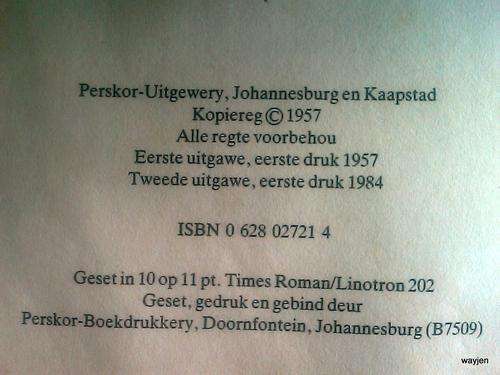 Perskor-Uitgewery, Johannesburg en Kaapstad
Kopiereg © 1957
Alle regte voorbehou
Eerste uitgawe, eerste druk 1957
Tweede uitgawe, eerste druk 1984
ISBN 0 628 02721 4
Geset in 10 op 11 pt. Times Roman/Linotron 202
Geset, gedruk en gebind deur
Perskor-Boekdrukkery, Doornfontein, Johannesburg (B7509)
wayjen